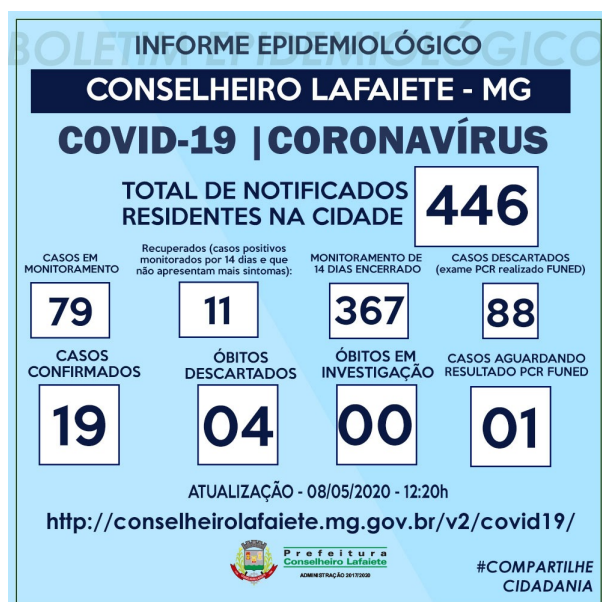 BOLETIM EPIDEMIOLÓGICO
INFORME EPIDEMIOLÓGICO
CONSELHEIRO LAFAIETE - MG
COVID-19 | CORONAVÍRUS
TOTAL DE NOTIFICADOS
RESIDENTES NA CIDADE
446
CASOS EM
MONITORAMENTO
79
Recuperados (casos positivos
monitorados por 14 dias e que
não apresentam mais sintomas):
11
MONITORAMENTO DE
14 DIAS ENCERRADO
367
CASOS DESCARTADOS
(exame PCR realizado FUNED)
88
CASOS
CONFIRMADOS
19
ÓBITOS
DESCARTADOS
04
ÓBITOS EM
INVESTIGAÇÃO
00
CASOS AGUARDANDO
RESULTADO PCR FUNED
01
ATUALIZAÇÃO - 08/05/2020 - 12:20h
http://conselheirolafaiete.mg.gov.br/v2/covid19/
Prefeitura
Conselheiro Lafaiete
ADMINISTRAÇÃO 2017/2020
#COMPARTILHE
CIDADANIA